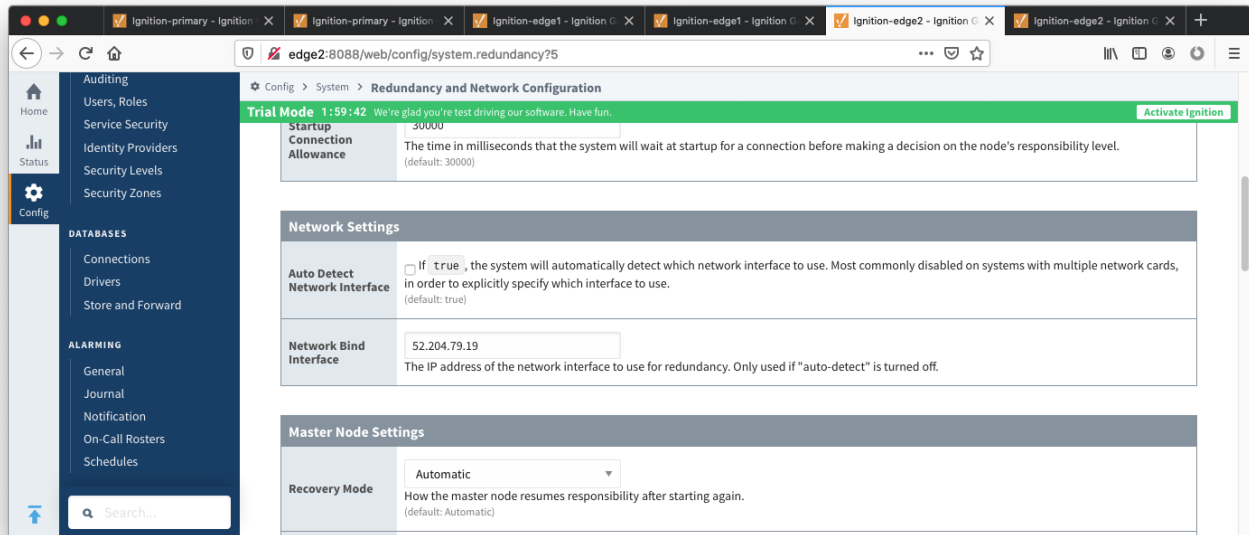 Ignition-primary - Ignition
Ignition-primary - Ignition
Ignition-edge1 - Ignition G
Ignition-edge1 - Ignition G
Ignition-edge2 - Ignition G
Ignition-edge2 - Ignition G
edge2:8088/web/config/system.redundancy?5
Home
Status
Config
Auditing
Users, Roles
Service Security
Identity Providers
Security Levels
Security Zones
DATABASES
Connections
Drivers
Store and Forward
ALARMING
General
Journal
Notification
On-Call Rosters
Schedules
Search...
Config > System > Redundancy and Network Configuration
Trial Mode 1:59:42 We're glad you're test driving our software. Have fun.
Activate Ignition
Startup
Connection
Allowance
30000
The time in milliseconds that the system will wait at startup for a connection before making a decision on the node's responsibility level.
(default: 30000)
Network Settings
Auto Detect
Network Interface
If true , the system will automatically detect which network interface to use. Most commonly disabled on systems with multiple network cards,
in order to explicitly specify which interface to use.
(default: true)
Network Bind
Interface
52.204.79.19
The IP address of the network interface to use for redundancy. Only used if "auto-detect" is turned off.
Master Node Settings
Recovery Mode
Automatic
How the master node resumes responsibility after starting again.
(default: Automatic)